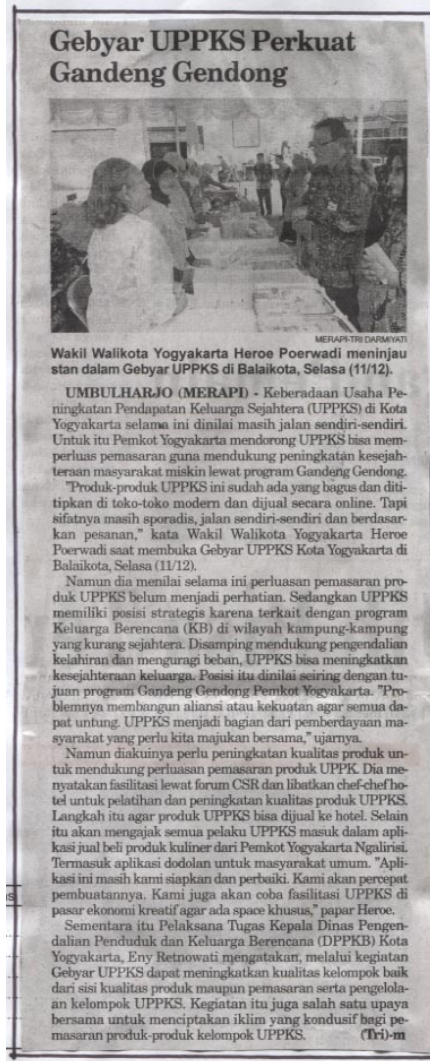 Gebyar UPPKS Perkuat
Gandeng Gendong
MERAPI-TRI DARMIYATI
Wakil Walikota Yogyakarta Heroe Poerwadi meninjau
stan dalam Gebyar UPPKS di Balaikota, Selasa (11/12).
UMBULHARJO (MERAPI) - Keberadaan Usaha Pe-
ningkatan Pendapatan Keluarga Sejahtera (UPPKS) di Kota
Yogyakarta selama ini dinilai masih jalan sendiri-sendiri.
Untuk itu Pemkot Yogyakarta mendorong UPPKS bisa mem-
perluas pemasaran guna mendukung peningkatan kesejah-
teraan masyarakat miskin lewat program Gandeng Gendong.
"Produk-produk UPPKS ini sudah ada yang bagus dan diti-
tipkan di toko-toko modern dan dijual secara online. Tapi
sifatnya masih sporadis, jalan sendiri-sendiri dan berdasar-
kan pesanan," kata Wakil Walikota Yogyakarta Heroe
Poerwadi saat membuka Gebyar UPPKS Kota Yogyakarta di
Balaikota, Selasa (11/12).
Namun dia menilai selama ini perluasan pemasaran pro-
duk UPPKS belum menjadi perhatian. Sedangkan UPPKS
memiliki posisi strategis karena terkait dengan program
Keluarga Berencana (KB) di wilayah kampung-kampung
yang kurang sejahtera. Disamping mendukung pengendalian
kelahiran dan menguragi beban, UPPKS bisa meningkatkan
kesejahteraan keluarga. Posisi itu dinilai seiring dengan tu-
juan program Gandeng Gendong Pemkot Yogyakarta. "Pro-
blemnya membangun aliansi atau kekuatan agar semua da-
pat untung. UPPKS menjadi bagian dari pemberdayaan ma-
syarakat yang perlu kita majukan bersama," ujarnya.
Namun diakuinya perlu peningkatan kualitas produk un-
tuk mendukung perluasan pemasaran produk UPPK. Dia me-
nyatakan fasilitasi lewat forum CSR dan libatkan chef-chef ho-
tel untuk pelatihan dan peningkatan kualitas produk UPPKS.
Langkah itu agar produk UPPKS bisa dijual ke hotel. Selain
itu akan mengajak semua pelaku UPPKS masuk dalam apli-
kasi jual beli produk kuliner dari Pemkot Yogyakarta Nglarisi.
Termasuk aplikasi dodolan untuk masyarakat umum. "Apli-
kasi ini masih kami siapkan dan perbaiki. Kami akan percepat
pembuatannya. Kami juga akan coba fasilitasi UPPKS di
pasar ekonomi kreatif agar ada space khusus," papar Heroe.
Sementara itu Pelaksana Tugas Kepala Dinas Pengen-
dalian Penduduk dan Keluarga Berencana (DPPKB) Kota
Yogyakarta, Eny Retnowati mengatakan, melalui kegiatan
Gebyar UPPKS dapat meningkatkan kualitas kelompok baik
dari sisi kualitas produk maupun pemasaran serta pengelola-
an kelompok UPPKS. Kegiatan itu juga salah satu upaya
bersama untuk menciptakan iklim yang kondusif bagi pe-
masaran produk-produk kelompok UPPKS. (Tri)-m